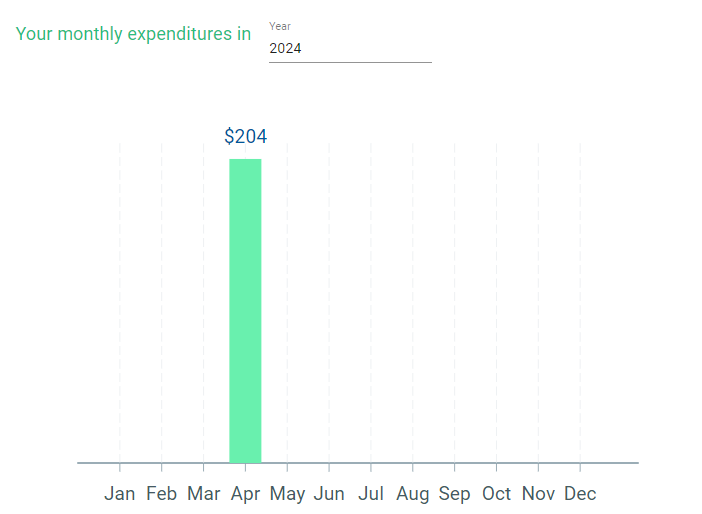 Year
Your monthly expenditures in
2024
$204
Jan Feb Mar Apr May Jun Jul Aug Sep Oct Nov Dec